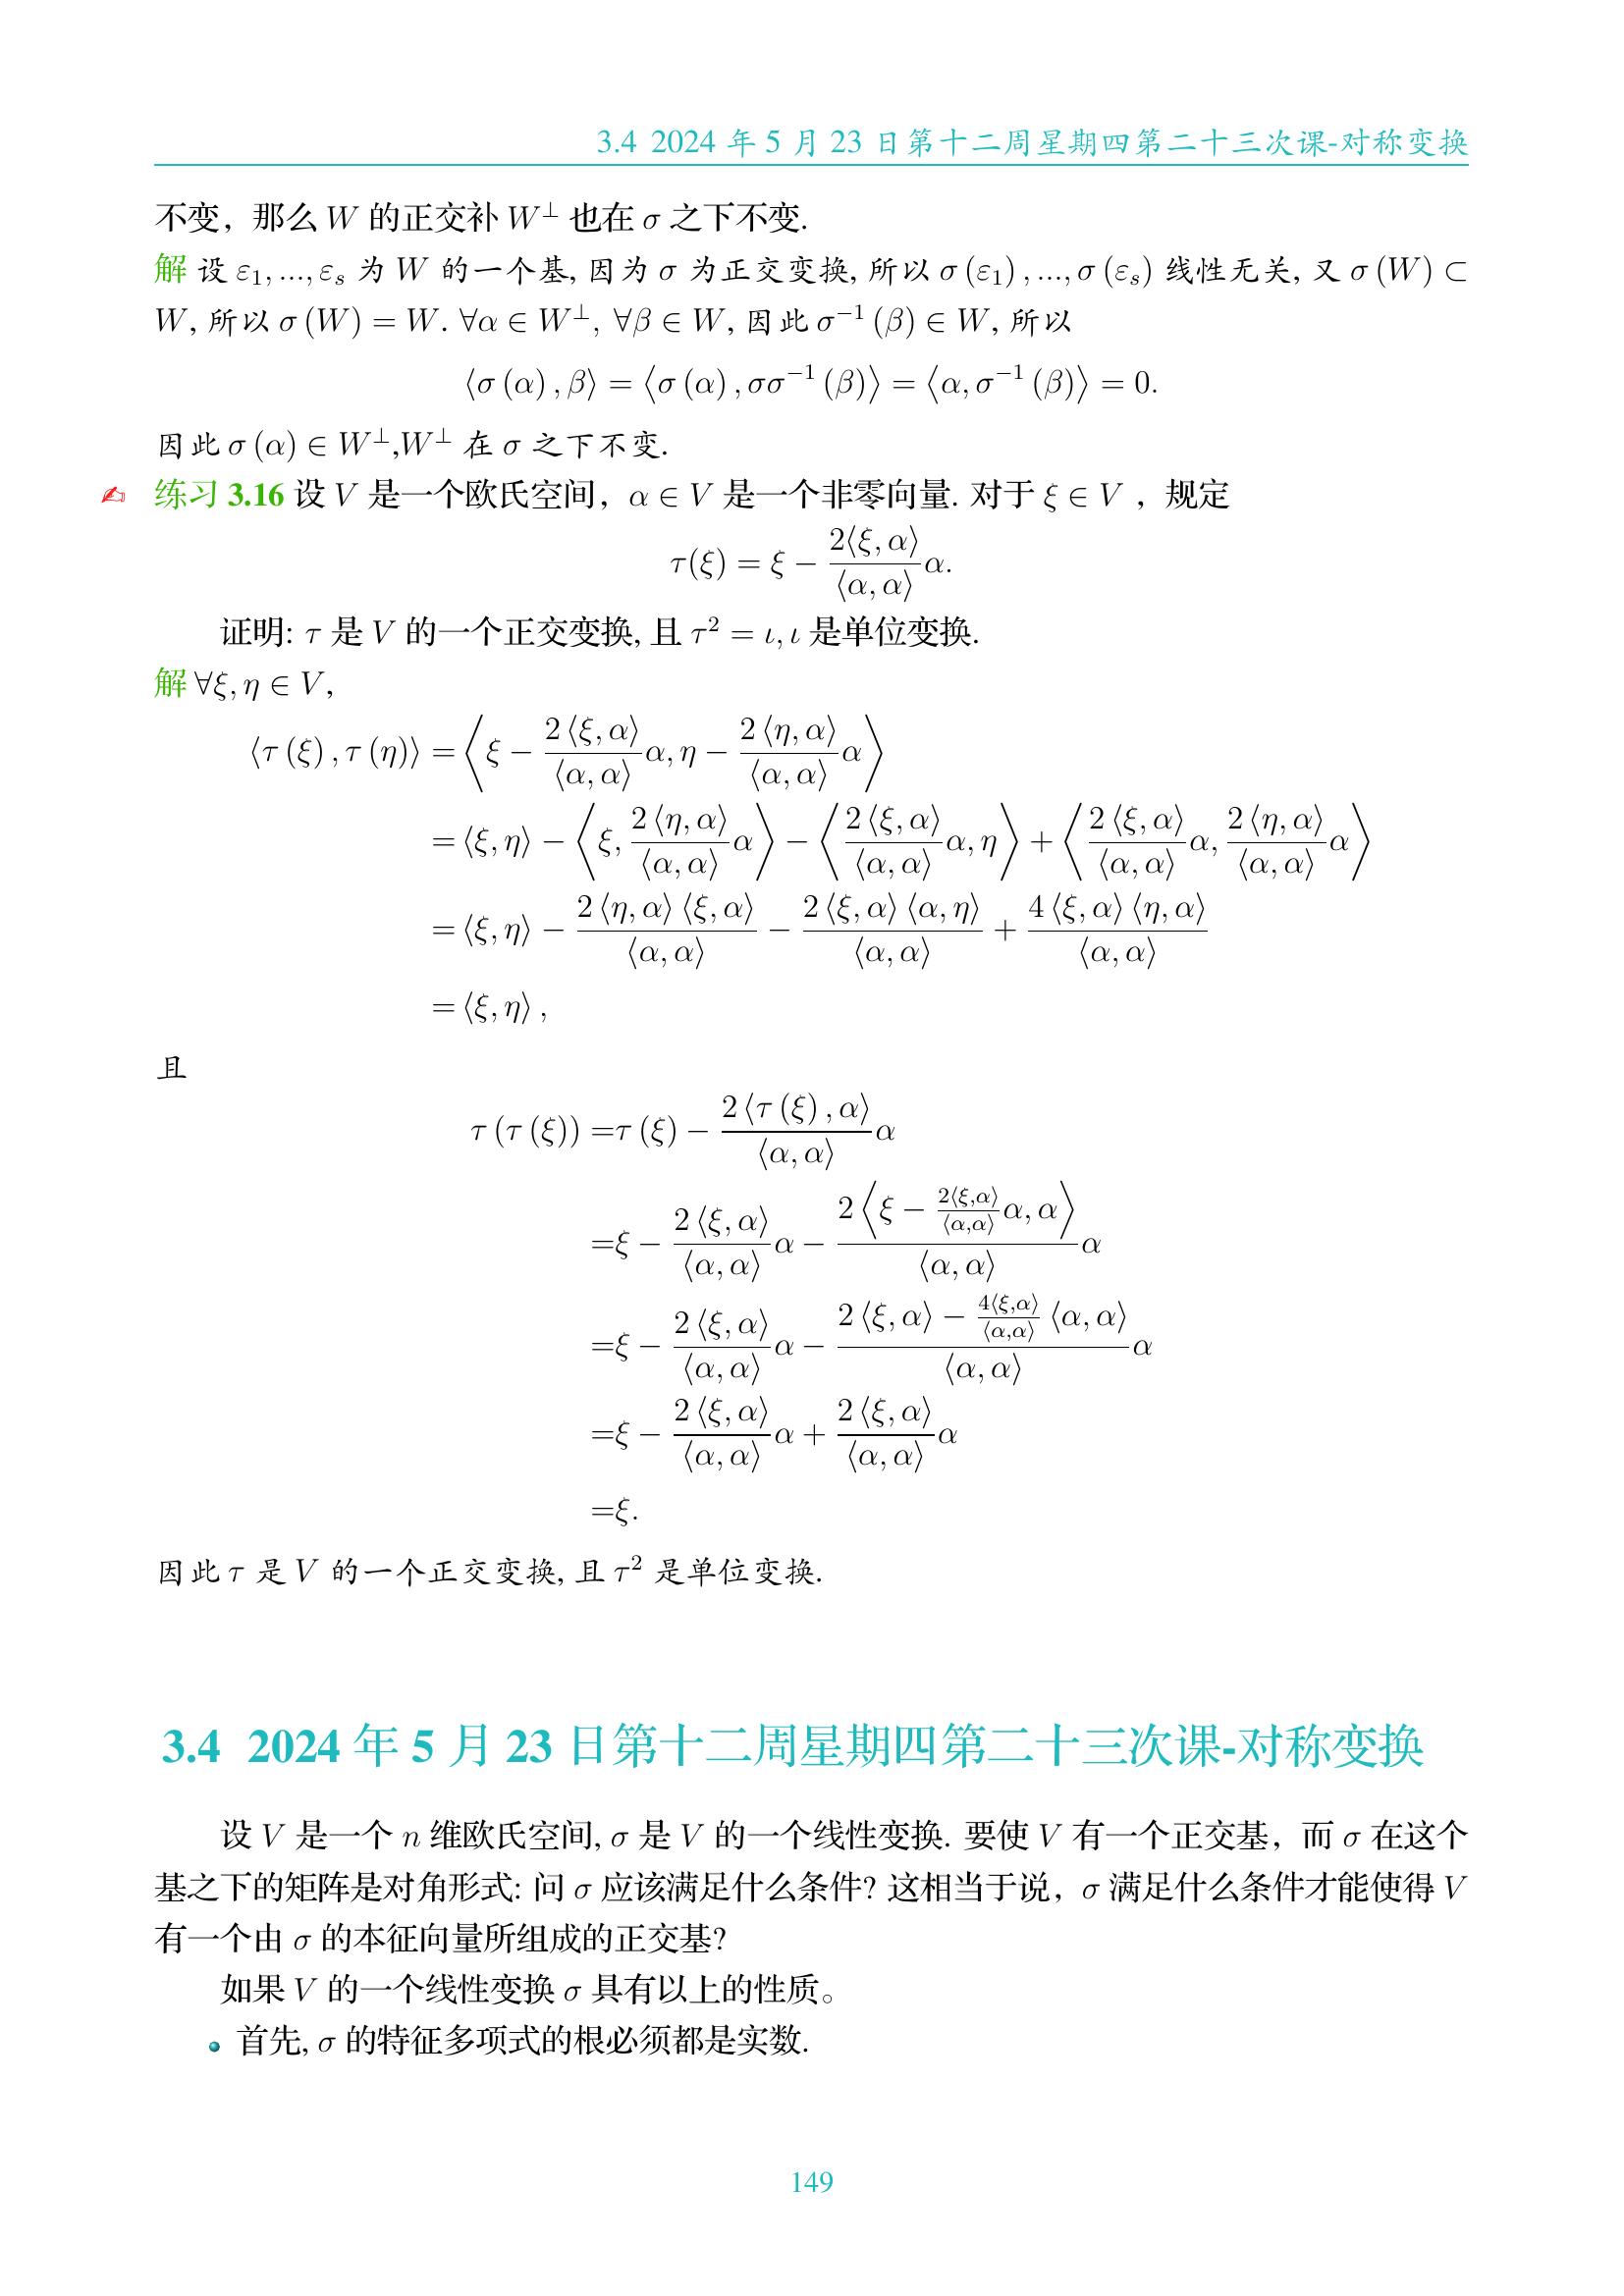 3.4 2024 年 5 月 23 日第十二周星期四第二十三次课-对称变换
不变，那么 $W$ 的正交补 $W^{\perp}$ 也在 $\sigma$ 之下不变.
解 设 $\varepsilon_1, ..., \varepsilon_s$ 为 $W$ 的一个基, 因为 $\sigma$ 为正交变换, 所以 $\sigma(\varepsilon_1), ..., \sigma(\varepsilon_s)$ 线性无关, 又 $\sigma(W) \subset$
$W$, 所以 $\sigma(W) = W$. $\forall \alpha \in W^{\perp}$, $\forall \beta \in W$, 因此 $\sigma^{-1}(\beta) \in W$, 所以
$\langle \sigma(\alpha), \beta \rangle = \langle \sigma(\alpha), \sigma\sigma^{-1}(\beta) \rangle = \langle \alpha, \sigma^{-1}(\beta) \rangle = 0.$
因此 $\sigma(\alpha) \in W^{\perp}$,$W^{\perp}$ 在 $\sigma$ 之下不变.
练习 3.16 设 $V$ 是一个欧氏空间，$\alpha \in V$ 是一个非零向量. 对于 $\xi \in V$ ，规定
$\tau(\xi) = \xi - \frac{2\langle \xi, \alpha \rangle}{\langle \alpha, \alpha \rangle}\alpha.$
证明: $\tau$ 是 $V$ 的一个正交变换, 且 $\tau^2 = \iota, \iota$ 是单位变换.
解 $\forall \xi, \eta \in V$,
$\langle \tau(\xi), \tau(\eta) \rangle = \left\langle \xi - \frac{2\langle \xi, \alpha \rangle}{\langle \alpha, \alpha \rangle}\alpha, \eta - \frac{2\langle \eta, \alpha \rangle}{\langle \alpha, \alpha \rangle}\alpha \right\rangle$
$= \langle \xi, \eta \rangle - \left\langle \xi, \frac{2\langle \eta, \alpha \rangle}{\langle \alpha, \alpha \rangle}\alpha \right\rangle - \left\langle \frac{2\langle \xi, \alpha \rangle}{\langle \alpha, \alpha \rangle}\alpha, \eta \right\rangle + \left\langle \frac{2\langle \xi, \alpha \rangle}{\langle \alpha, \alpha \rangle}\alpha, \frac{2\langle \eta, \alpha \rangle}{\langle \alpha, \alpha \rangle}\alpha \right\rangle$
$= \langle \xi, \eta \rangle - \frac{2\langle \eta, \alpha \rangle \langle \xi, \alpha \rangle}{\langle \alpha, \alpha \rangle} - \frac{2\langle \xi, \alpha \rangle \langle \alpha, \eta \rangle}{\langle \alpha, \alpha \rangle} + \frac{4\langle \xi, \alpha \rangle \langle \eta, \alpha \rangle}{\langle \alpha, \alpha \rangle}$
$= \langle \xi, \eta \rangle,$
且
$\tau(\tau(\xi)) = \tau(\xi) - \frac{2\langle \tau(\xi), \alpha \rangle}{\langle \alpha, \alpha \rangle}\alpha$
$= \xi - \frac{2\langle \xi, \alpha \rangle}{\langle \alpha, \alpha \rangle}\alpha - \frac{2\left\langle \xi - \frac{2\langle \xi, \alpha \rangle}{\langle \alpha, \alpha \rangle}\alpha, \alpha \right\rangle}{\langle \alpha, \alpha \rangle}\alpha$
$= \xi - \frac{2\langle \xi, \alpha \rangle}{\langle \alpha, \alpha \rangle}\alpha - \frac{2\langle \xi, \alpha \rangle - \frac{4\langle \xi, \alpha \rangle}{\langle \alpha, \alpha \rangle}\langle \alpha, \alpha \rangle}{\langle \alpha, \alpha \rangle}\alpha$
$= \xi - \frac{2\langle \xi, \alpha \rangle}{\langle \alpha, \alpha \rangle}\alpha + \frac{2\langle \xi, \alpha \rangle}{\langle \alpha, \alpha \rangle}\alpha$
$= \xi.$
因此 $\tau$ 是 $V$ 的一个正交变换, 且 $\tau^2$ 是单位变换.
3.4 2024 年 5 月 23 日第十二周星期四第二十三次课-对称变换
设 $V$ 是一个 $n$ 维欧氏空间, $\sigma$ 是 $V$ 的一个线性变换. 要使 $V$ 有一个正交基，而 $\sigma$ 在这个
基之下的矩阵是对角形式: 问 $\sigma$ 应该满足什么条件? 这相当于说，$\sigma$ 满足什么条件才能使得 $V$
有一个由 $\sigma$ 的本征向量所组成的正交基?
如果 $V$ 的一个线性变换 $\sigma$ 具有以上的性质。
• 首先, $\sigma$ 的特征多项式的根必须都是实数.
149